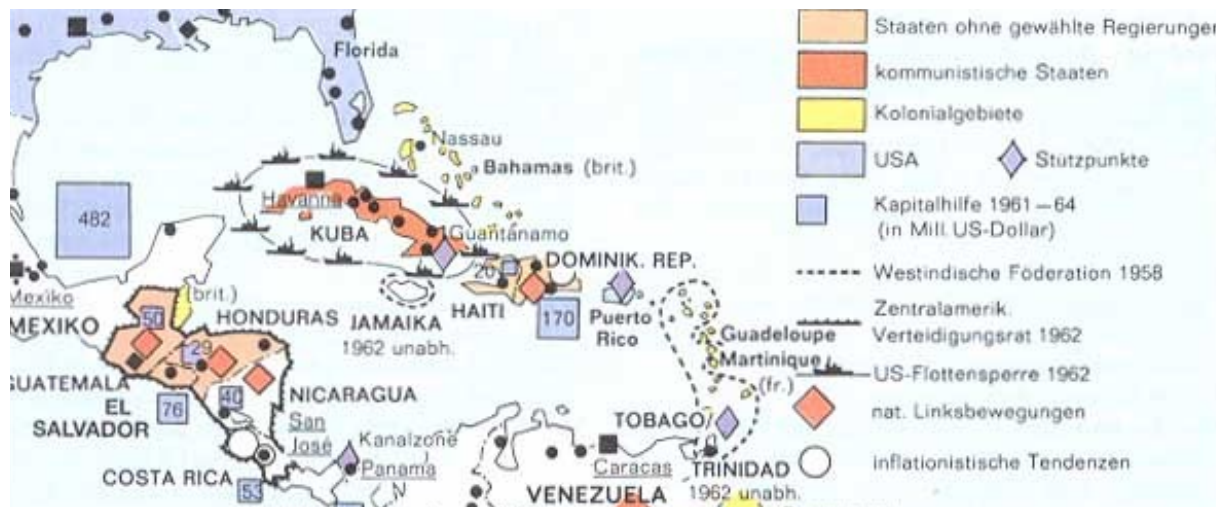 Florida
Nassau
Bahamas (brit.)
482
Havanna
KUBA
Guantánamo
20
DOMINIK. REP.
Mexiko
MEXIKO
(brit.)
50
HONDURAS
JAMAIKA
1962 unabh.
HAITI
170
Puerto
Rico
Guadeloupe
Martinique
(fr.)
29
GUATEMALA
EL
SALVADOR
76
40
NICARAGUA
San
José
Kanalzone
Panama
COSTA RICA
53
N
TOBAGO
Caracas
TRINIDAD
1962 unabh.
VENEZUELA
Staaten ohne gewählte Regierungen
kommunistische Staaten
Kolonialgebiete
USA
Stützpunkte
Kapitalhilfe 1961–64
(in Mill. US-Dollar)
Westindische Föderation 1958
Zentralamerik.
Verteidigungsrat 1962
US-Flottensperre 1962
nat. Linksbewegungen
inflationistische Tendenzen